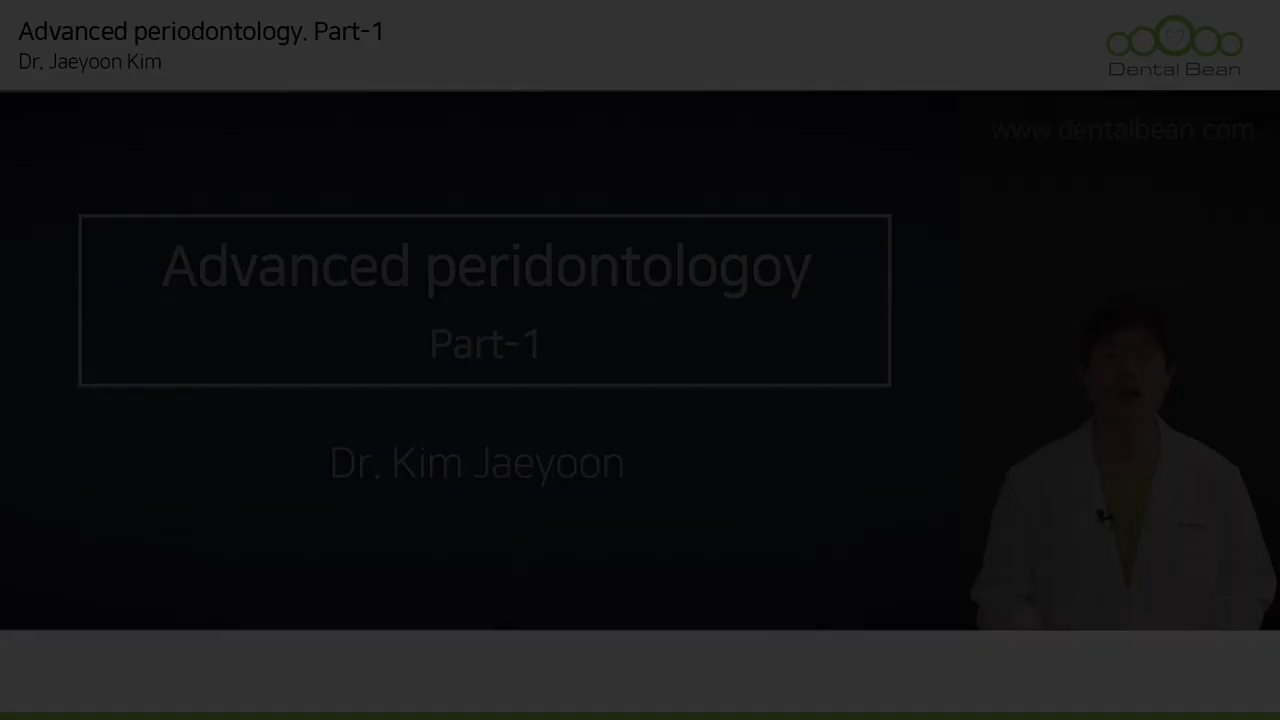 Advanced periodontology. Part-1
Dr. Jaeyoon Kim
Dental Bean
www.dentalbean.com
Advanced peridontologoy
Part-1
Dr. Kim Jaeyoon